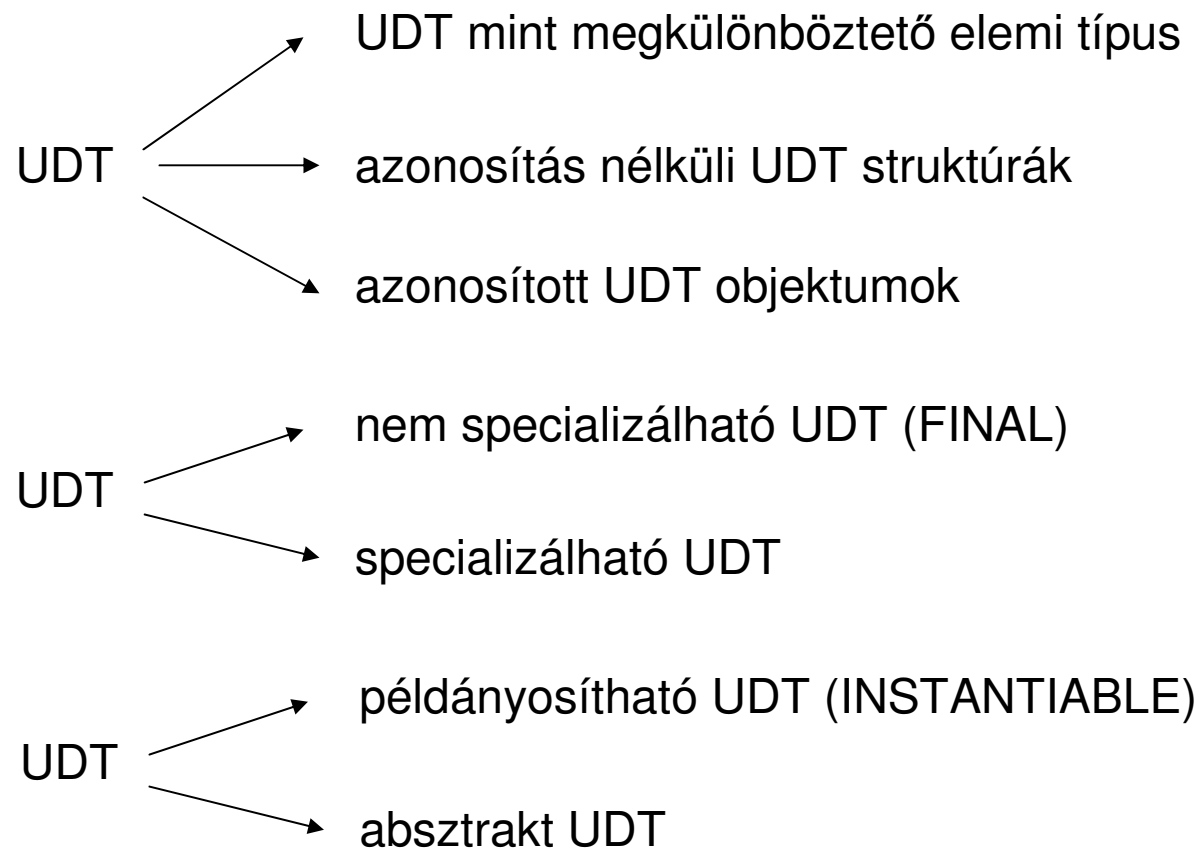 UDT mint megkülönböztető elemi típus
UDT
azonosítás nélküli UDT struktúrák
azonosított UDT objektumok
nem specializálható UDT (FINAL)
UDT
specializálható UDT
példányosítható UDT (INSTANTIABLE)
UDT
absztrakt UDT